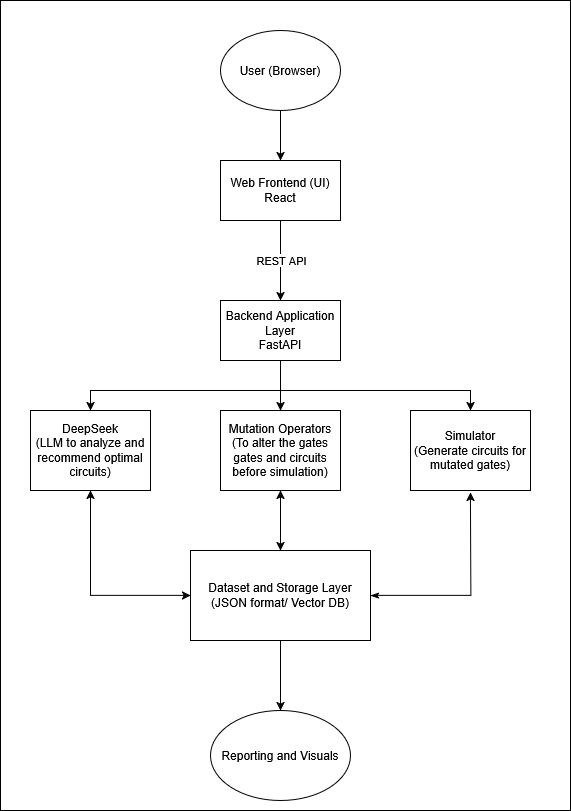 User (Browser)
Web Frontend (UI)
React
REST API
Backend Application
Layer
FastAPI
DeepSeek
(LLM to analyze and
recommend optimal
circuits)
Mutation Operators
(To alter the gates
gates and circuits
before simulation)
Simulator
(Generate circuits for
mutated gates)
Dataset and Storage Layer
(JSON format/ Vector DB)
Reporting and Visuals